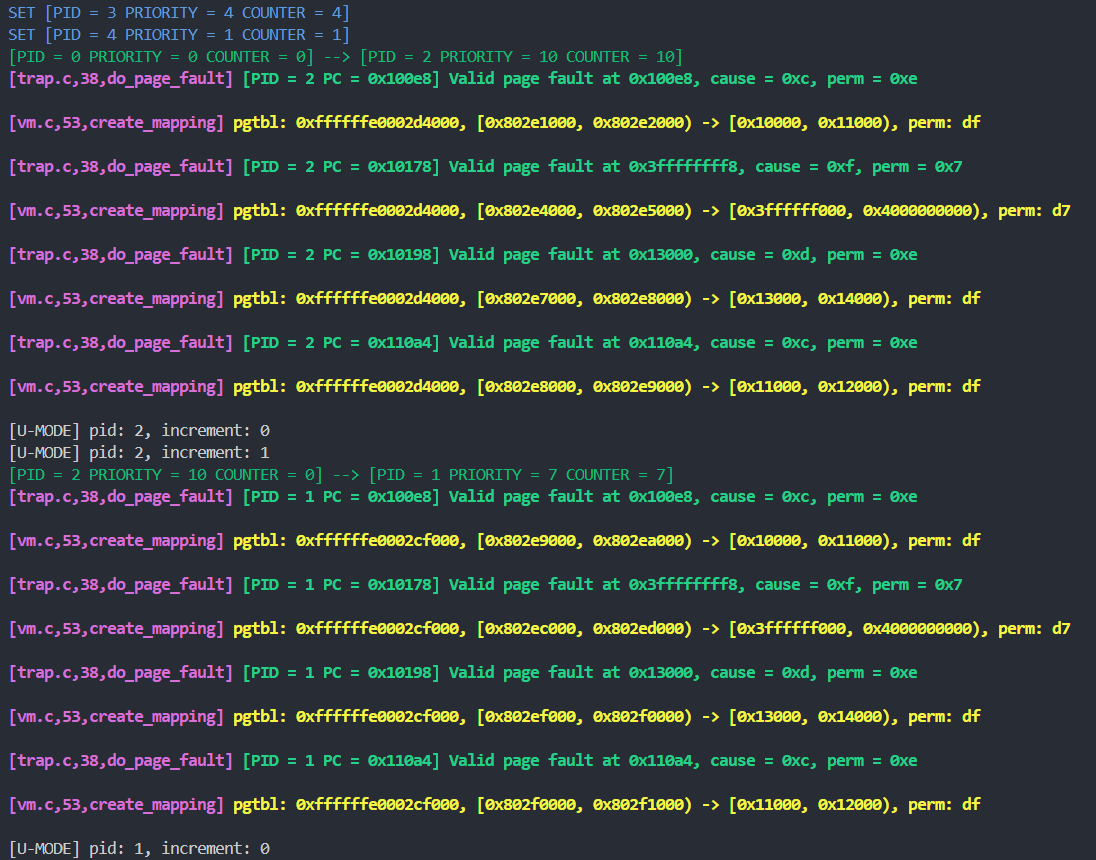 SET [PID = 3 PRIORITY = 4 COUNTER = 4]
SET [PID = 4 PRIORITY = 1 COUNTER = 1]
[PID = 0 PRIORITY = 0 COUNTER = 0] --> [PID = 2 PRIORITY = 10 COUNTER = 10]
[trap.c,38,do_page_fault] [PID = 2 PC = 0x100e8] Valid page fault at 0x100e8, cause = 0xc, perm = 0xe
[vm.c,53,create_mapping] pgtbl: 0xffffffe0002d4000, [0x802e1000, 0x802e2000) -> [0x10000, 0x11000), perm: df
[trap.c,38,do_page_fault] [PID = 2 PC = 0x10178] Valid page fault at 0x3ffffffff8, cause = 0xf, perm = 0x7
[vm.c,53,create_mapping] pgtbl: 0xffffffe0002d4000, [0x802e4000, 0x802e5000) -> [0x3ffffff000, 0x4000000000), perm: d7
[trap.c,38,do_page_fault] [PID = 2 PC = 0x10198] Valid page fault at 0x13000, cause = 0xd, perm = 0xe
[vm.c,53,create_mapping] pgtbl: 0xffffffe0002d4000, [0x802e7000, 0x802e8000) -> [0x13000, 0x14000), perm: df
[trap.c,38,do_page_fault] [PID = 2 PC = 0x110a4] Valid page fault at 0x110a4, cause = 0xc, perm = 0xe
[vm.c,53,create_mapping] pgtbl: 0xffffffe0002d4000, [0x802e8000, 0x802e9000) -> [0x11000, 0x12000), perm: df
[U-MODE] pid: 2, increment: 0
[U-MODE] pid: 2, increment: 1
[PID = 2 PRIORITY = 10 COUNTER = 0] --> [PID = 1 PRIORITY = 7 COUNTER = 7]
[trap.c,38,do_page_fault] [PID = 1 PC = 0x100e8] Valid page fault at 0x100e8, cause = 0xc, perm = 0xe
[vm.c,53,create_mapping] pgtbl: 0xffffffe0002cf000, [0x802e9000, 0x802ea000) -> [0x10000, 0x11000), perm: df
[trap.c,38,do_page_fault] [PID = 1 PC = 0x10178] Valid page fault at 0x3ffffffff8, cause = 0xf, perm = 0x7
[vm.c,53,create_mapping] pgtbl: 0xffffffe0002cf000, [0x802ec000, 0x802ed000) -> [0x3ffffff000, 0x4000000000), perm: d7
[trap.c,38,do_page_fault] [PID = 1 PC = 0x10198] Valid page fault at 0x13000, cause = 0xd, perm = 0xe
[vm.c,53,create_mapping] pgtbl: 0xffffffe0002cf000, [0x802ef000, 0x802f0000) -> [0x13000, 0x14000), perm: df
[trap.c,38,do_page_fault] [PID = 1 PC = 0x110a4] Valid page fault at 0x110a4, cause = 0xc, perm = 0xe
[vm.c,53,create_mapping] pgtbl: 0xffffffe0002cf000, [0x802f0000, 0x802f1000) -> [0x11000, 0x12000), perm: df
[U-MODE] pid: 1, increment: 0